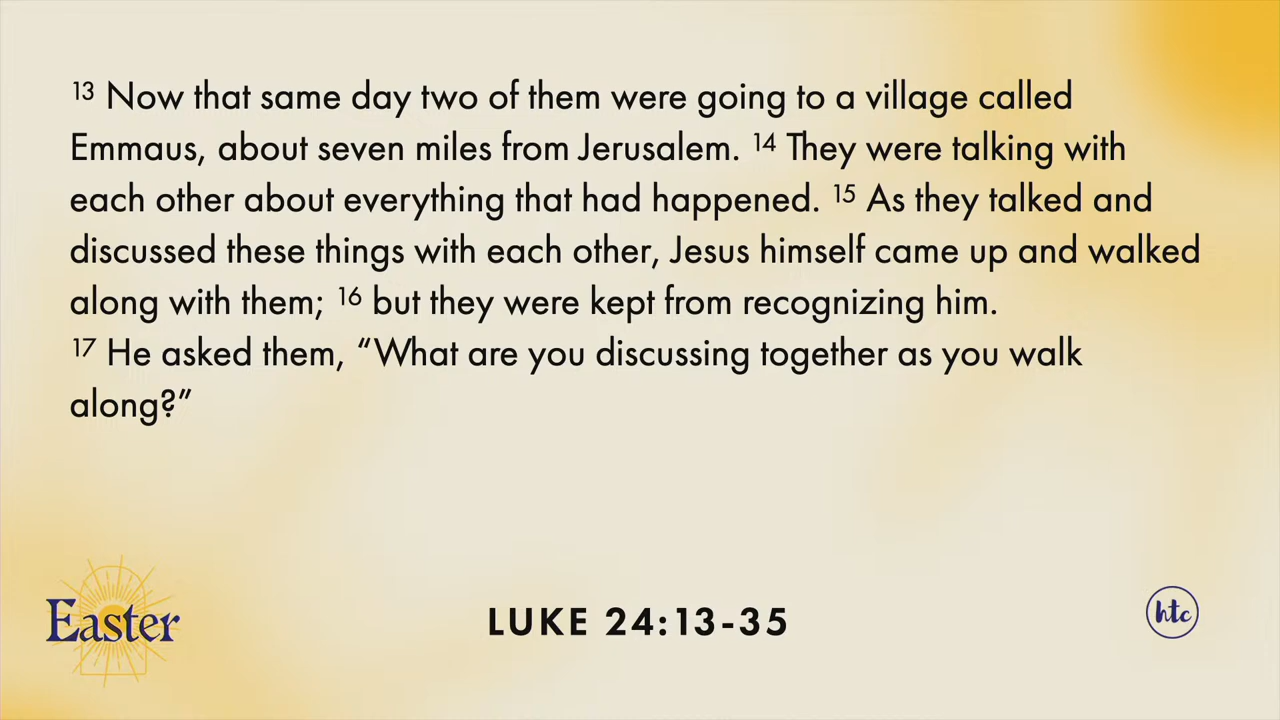 ¹³ Now that same day two of them were going to a village called
Emmaus, about seven miles from Jerusalem. ¹⁴ They were talking with
each other about everything that had happened. ¹⁵ As they talked and
discussed these things with each other, Jesus himself came up and walked
along with them; ¹⁶ but they were kept from recognizing him.
¹⁷ He asked them, “What are you discussing together as you walk
along?”
Easter
LUKE 24:13-35
htc